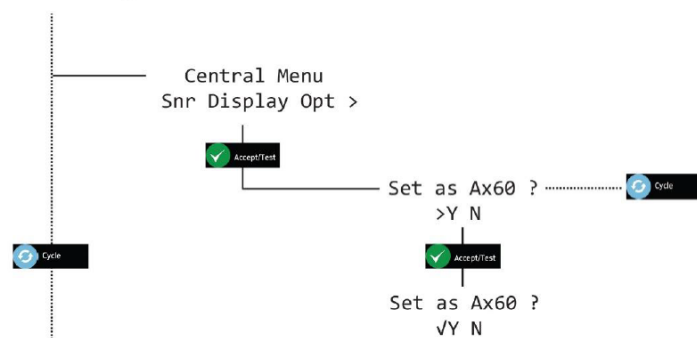 Central Menu
Snr Display Opt >
Accept/Test
Set as Ax60 ?
>Y N
Cycle
Cycle
Accept/Test
Set as Ax60 ?
√Y N